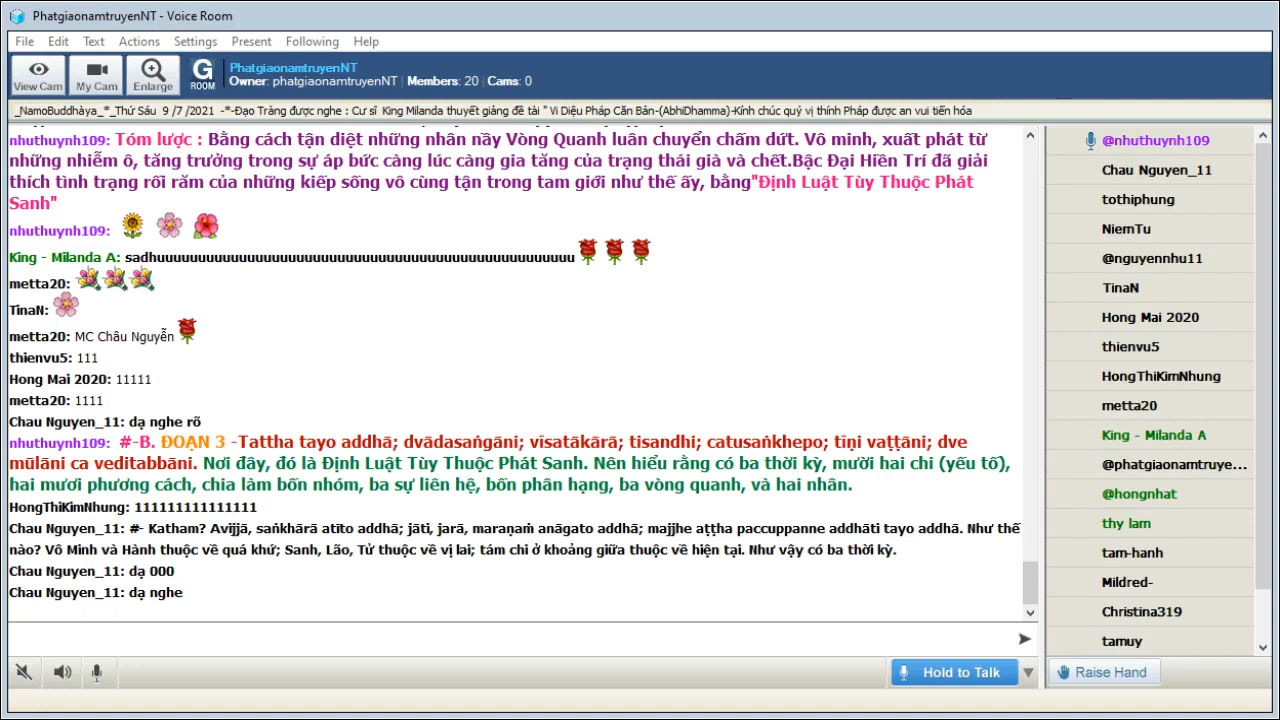 PhatgiaonamtruyenNT - Voice Room
File Edit Text Actions Settings Present Following Help
View Cam
My Cam
Enlarge
G
ROOM
PhatgiaonamtruyenNT
Owner: phatgiaonamtruyenNT | Members: 20 | Cams: 0
_NamoBuddhàya_*_Thứ Sáu 9 /7 /2021 -*-Đạo Tràng được nghe : Cư sĩ King Milanda thuyết giảng đề tài " Vi Diệu Pháp Căn Bản-(AbhiDhamma)-Kính chúc quý vị thính Pháp được an vui tiến hóa
nhuthuynh109: Tóm lược : Bằng cách tận diệt những nhân nầy Vòng Quanh luân chuyển chấm dứt. Vô minh, xuất phát từ
những nhiễm ô, tăng trưởng trong sự áp bức càng lúc càng gia tăng của trạng thái già và chết.Bậc Đại Hiền Trí đã giải
thích tình trạng rối răm của những kiếp sống vô cùng tận trong tam giới như thế ấy, bằng"Định Luật Tùy Thuộc Phát
Sanh"
nhuthuynh109:
King - Milanda A: sadhuuuuuuuuuuuuuuuuuuuuuuuuuuuuuuuuuuuuuuuuuuuuuuuuuuu
metta20:
TinaN:
metta20: MC Châu Nguyễn
thienvu5: 111
Hong Mai 2020: 11111
metta20: 1111
Chau Nguyen_11: dạ nghe rõ
nhuthuynh109: #-B. ĐOẠN 3 -Tattha tayo addhā; dvādasaṅgāni; vīsatākārā; tisandhi; catusaṅkhepo; tīṇi vaṭṭāni; dve
mūlāni ca veditabbāni. Nơi đây, đó là Định Luật Tùy Thuộc Phát Sanh. Nên hiểu rằng có ba thời kỳ, mười hai chi (yếu tố),
hai mươi phương cách, chia làm bốn nhóm, ba sự liên hệ, bốn phân hạng, ba vòng quanh, và hai nhân.
HongThiKimNhung: 111111111111111
Chau Nguyen_11: #- Katham? Avijjā, saṅkhārā atīto addhā; jāti, jarā, maraṇaṁ anāgato addhā; majjhe aṭṭha paccuppanne addhāti tayo addhā. Như thế
nào? Vô Minh và Hành thuộc về quá khứ; Sanh, Lão, Tử thuộc về vị lai; tám chi ở khoảng giữa thuộc về hiện tại. Như vậy có ba thời kỳ.
Chau Nguyen_11: dạ 000
Chau Nguyen_11: dạ nghe
Hold to Talk
@nhuthuynh109
Chau Nguyen_11
tothiphung
NiemTu
@nguyennhu11
TinaN
Hong Mai 2020
thienvu5
HongThiKimNhung
metta20
King - Milanda A
@phatgiaonamtruye...
@hongnhat
thy lam
tam-hanh
Mildred-
Christina319
tamuy
Raise Hand